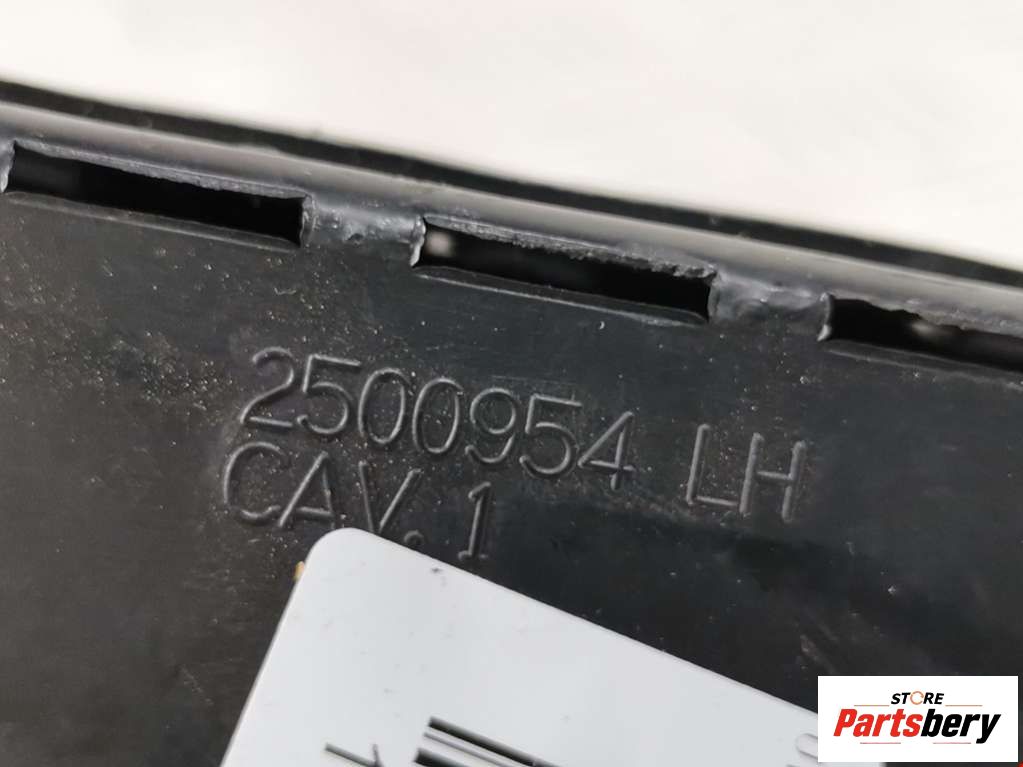 2500954 LH
CAV. 1
STORE
Partsbery